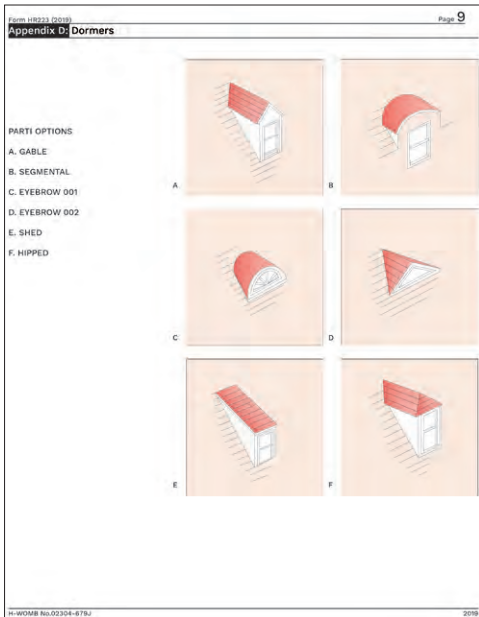 Form HR223 (2019)
Page 9
Appendix D: Dormers
PARTI OPTIONS
A. GABLE
B. SEGMENTAL
C. EYEBROW 001
D. EYEBROW 002
E. SHED
F. HIPPED
A
B
C
D
E
F
H-WOMB No.02304-679J
2019